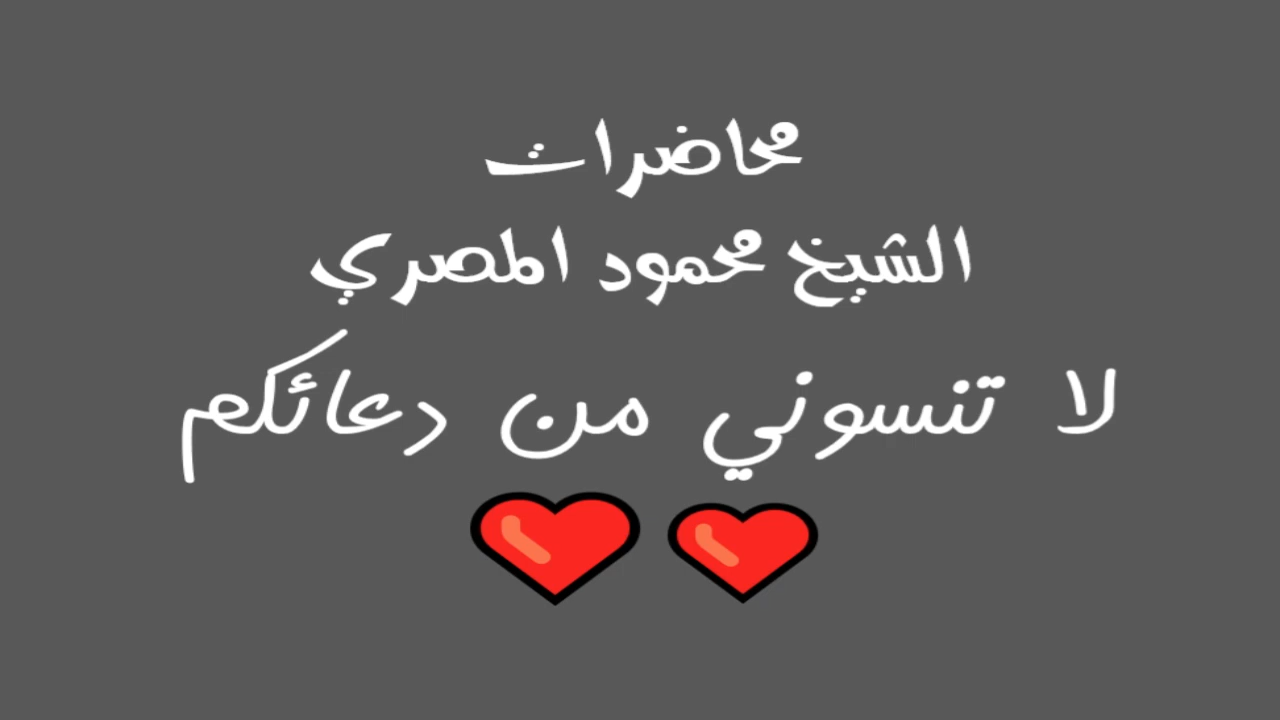 محاضرات
الشيخ محمود المصري
لا تنسوني من دعائكم